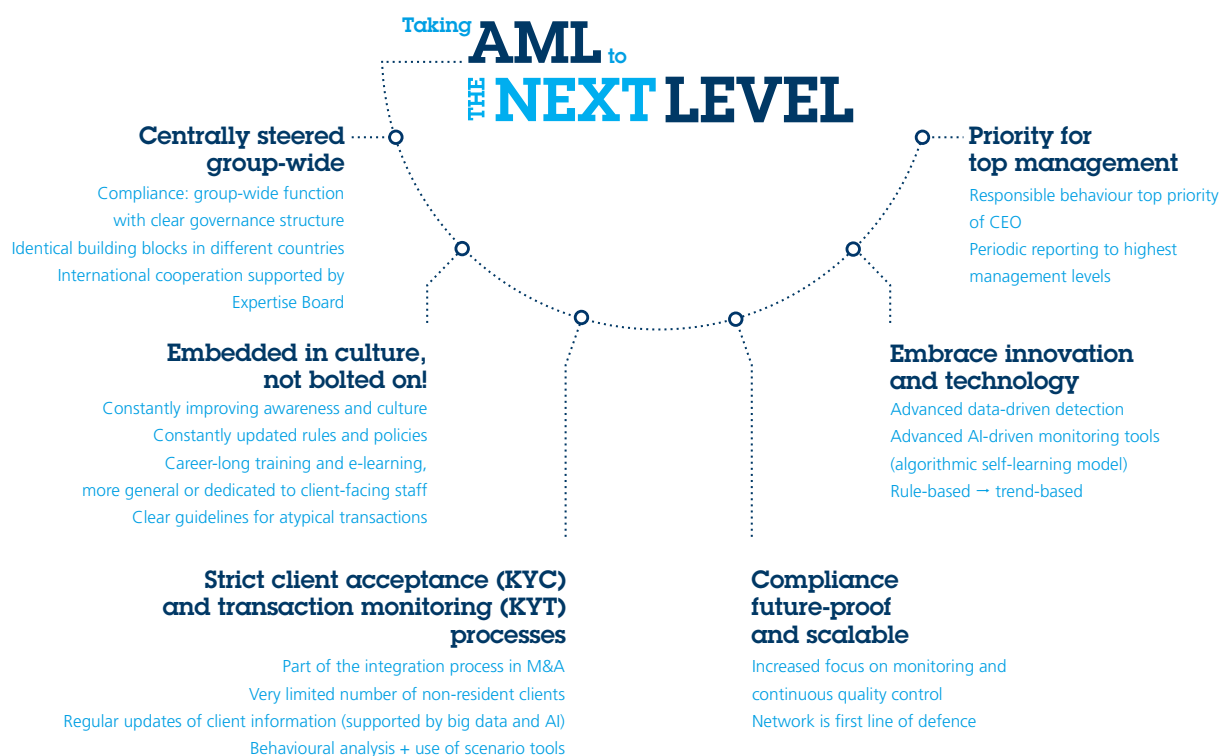 Taking AML to
THE NEXT LEVEL
Centrally steered
group-wide
Compliance: group-wide function
with clear governance structure
Identical building blocks in different countries
International cooperation supported by
Expertise Board
Embedded in culture,
not bolted on!
Constantly improving awareness and culture
Constantly updated rules and policies
Career-long training and e-learning,
more general or dedicated to client-facing staff
Clear guidelines for atypical transactions
Strict client acceptance (KYC)
and transaction monitoring (KYT)
processes
Part of the integration process in M&A
Very limited number of non-resident clients
Regular updates of client information (supported by big data and AI)
Behavioural analysis + use of scenario tools
Compliance
future-proof
and scalable
Increased focus on monitoring and
continuous quality control
Network is first line of defence
Embrace innovation
and technology
Advanced data-driven detection
Advanced AI-driven monitoring tools
(algorithmic self-learning model)
Rule-based → trend-based
Priority for
top management
Responsible behaviour top priority
of CEO
Periodic reporting to highest
management levels